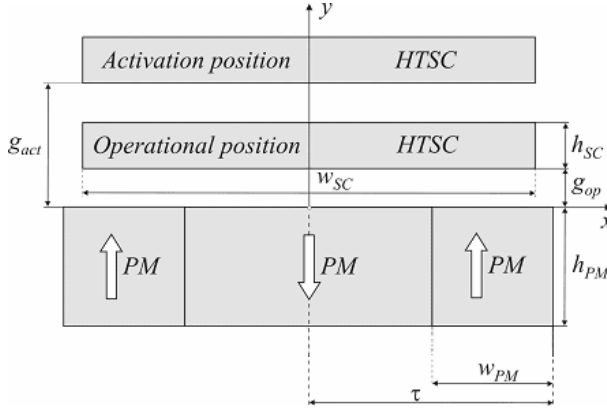 y
Activation position HTSC
g_act
Operational position HTSC
h_SC
w_SC
g_op
x
PM PM PM
h_PM
w_PM
τ